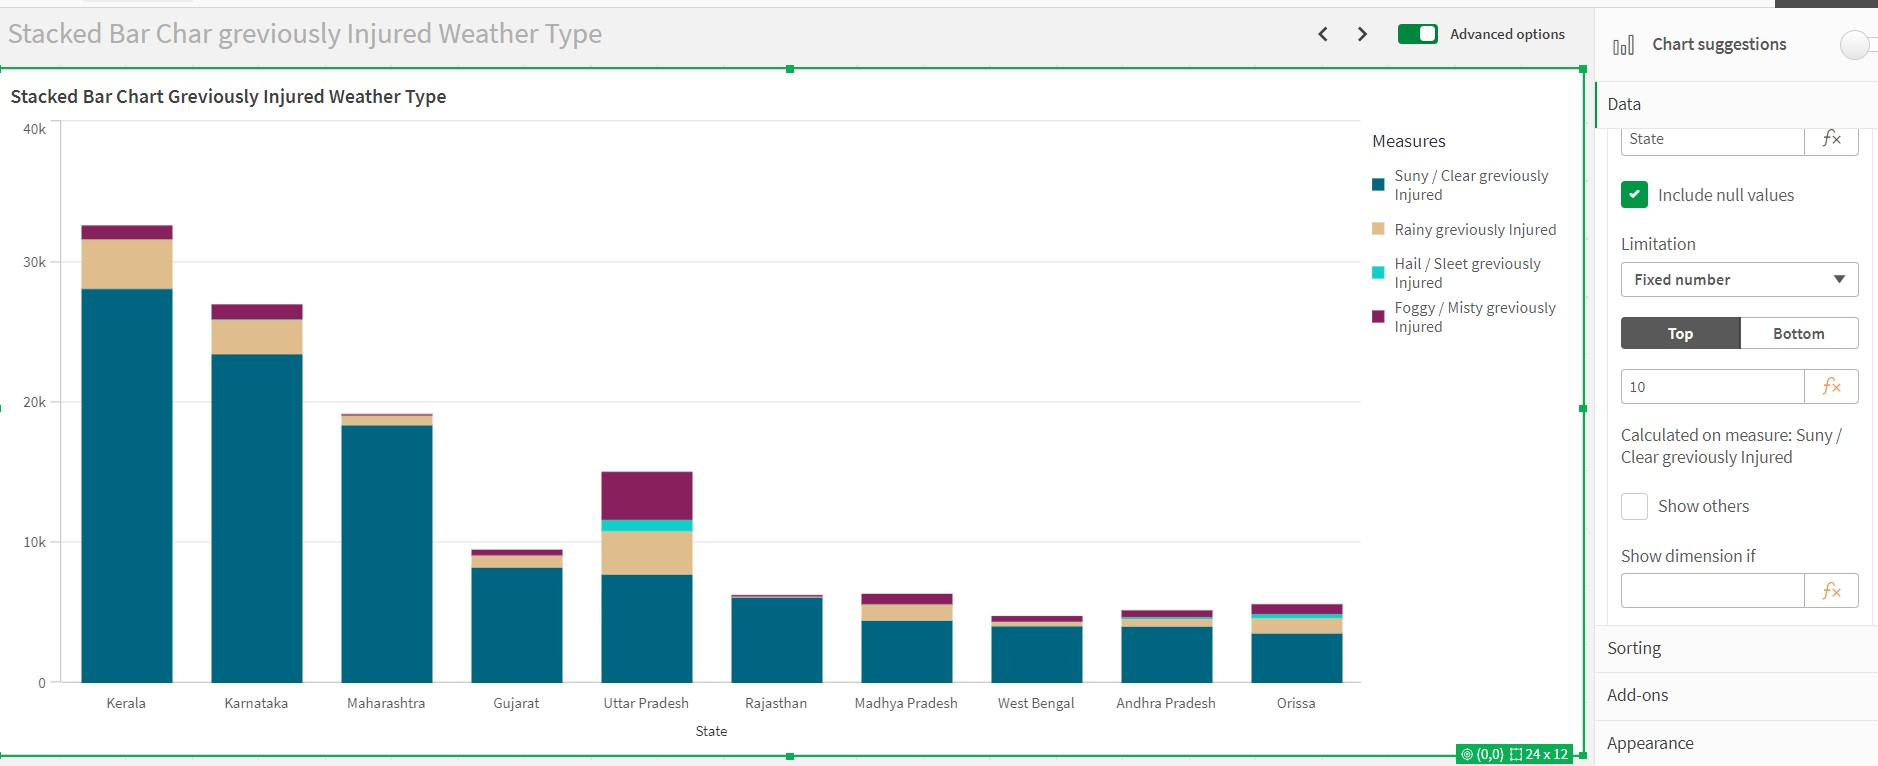 Stacked Bar Char greviously Injured Weather Type
Advanced options
Chart suggestions
Stacked Bar Chart Greviously Injured Weather Type
40k
30k
20k
10k
0
Kerala
Karnataka
Maharashtra
Gujarat
Uttar Pradesh
Rajasthan
Madhya Pradesh
West Bengal
Andhra Pradesh
Orissa
State
Measures
Suny / Clear greviously
Injured
Rainy greviously Injured
Hail / Sleet greviously
Injured
Foggy / Misty greviously
Injured
(0,0) 24 x 12
Data
State
fx
Include null values
Limitation
Fixed number
Top
Bottom
10
fx
Calculated on measure: Suny /
Clear greviously Injured
Show others
Show dimension if
fx
Sorting
Add-ons
Appearance